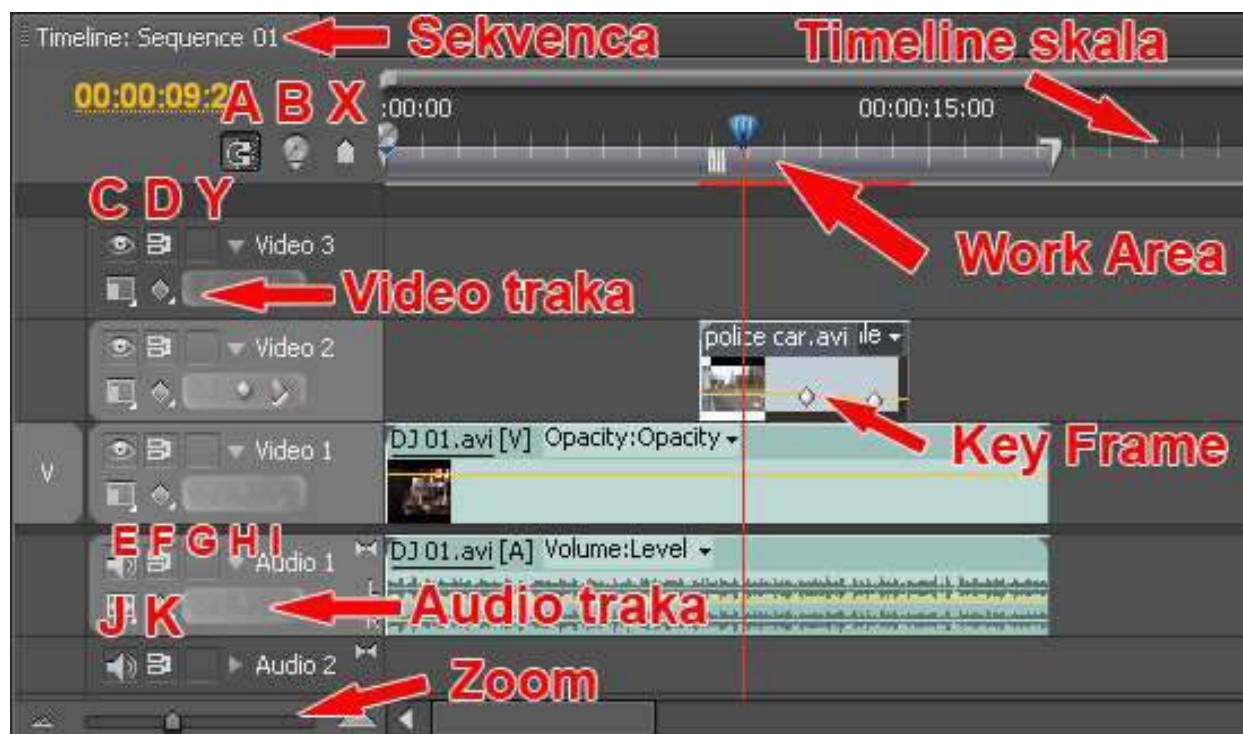 Timeline: Sequence 01 Sekvenca Timeline skala
00:00:09:2 A B X :00:00 00:00:15:00
C D Y
Video 3
Work Area
Video traka
Video 2
police car.avi
Key Frame
DJ 01.avi [V] Opacity:Opacity
V Video 1
E F G H I
DJ 01.avi [A] Volume:Level
Audio 1
J K Audio traka
Audio 2
Zoom